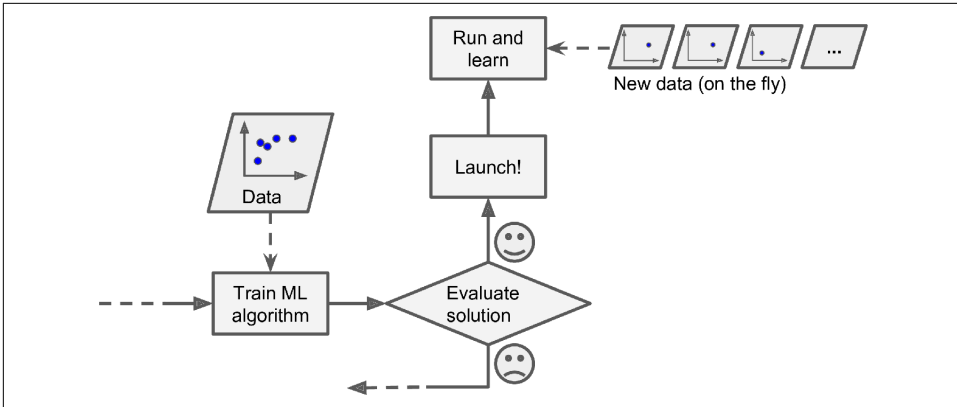 Run and
learn
...
New data (on the fly)
Launch!
Data
Train ML
algorithm
Evaluate
solution